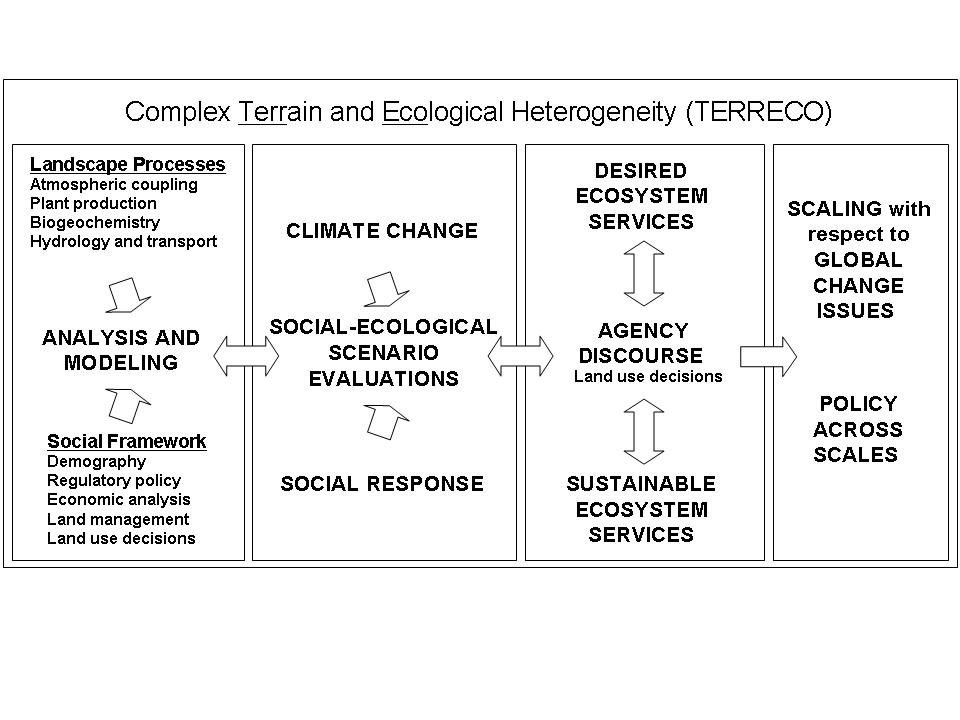 Complex Terrain and Ecological Heterogeneity (TERRECO)
Landscape Processes
Atmospheric coupling
Plant production
Biogeochemistry
Hydrology and transport
ANALYSIS AND
MODELING
Social Framework
Demography
Regulatory policy
Economic analysis
Land management
Land use decisions
CLIMATE CHANGE
SOCIAL-ECOLOGICAL
SCENARIO
EVALUATIONS
SOCIAL RESPONSE
DESIRED
ECOSYSTEM
SERVICES
AGENCY
DISCOURSE
Land use decisions
SUSTAINABLE
ECOSYSTEM
SERVICES
SCALING with
respect to
GLOBAL
CHANGE
ISSUES
POLICY
ACROSS
SCALES